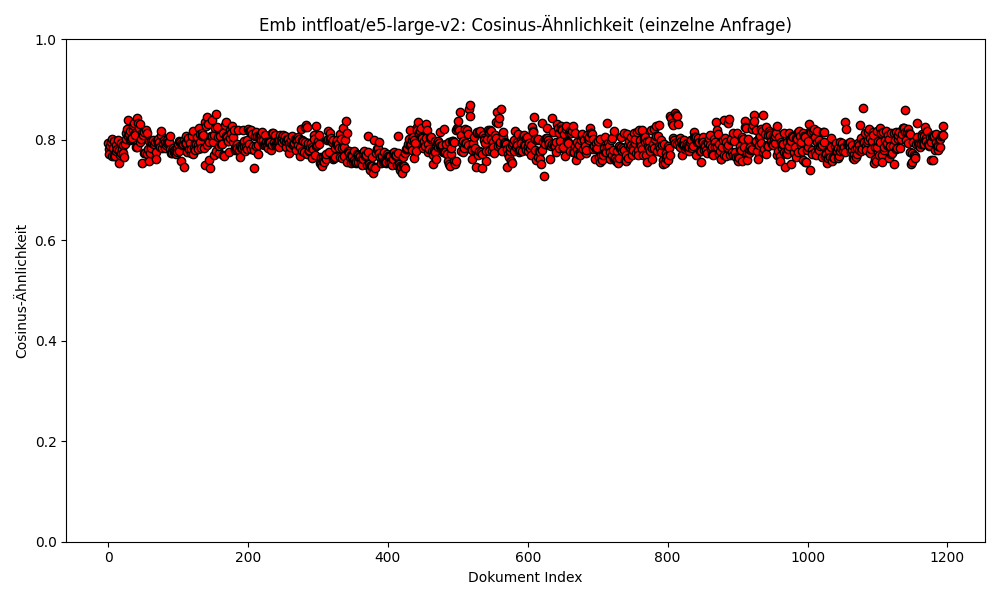 Emb intfloat/e5-large-v2: Cosinus-Ähnlichkeit (einzelne Anfrage)
1.0
0.8
0.6
0.4
0.2
0.0
Cosinus-Ähnlichkeit
0 200 400 600 800 1000 1200
Dokument Index